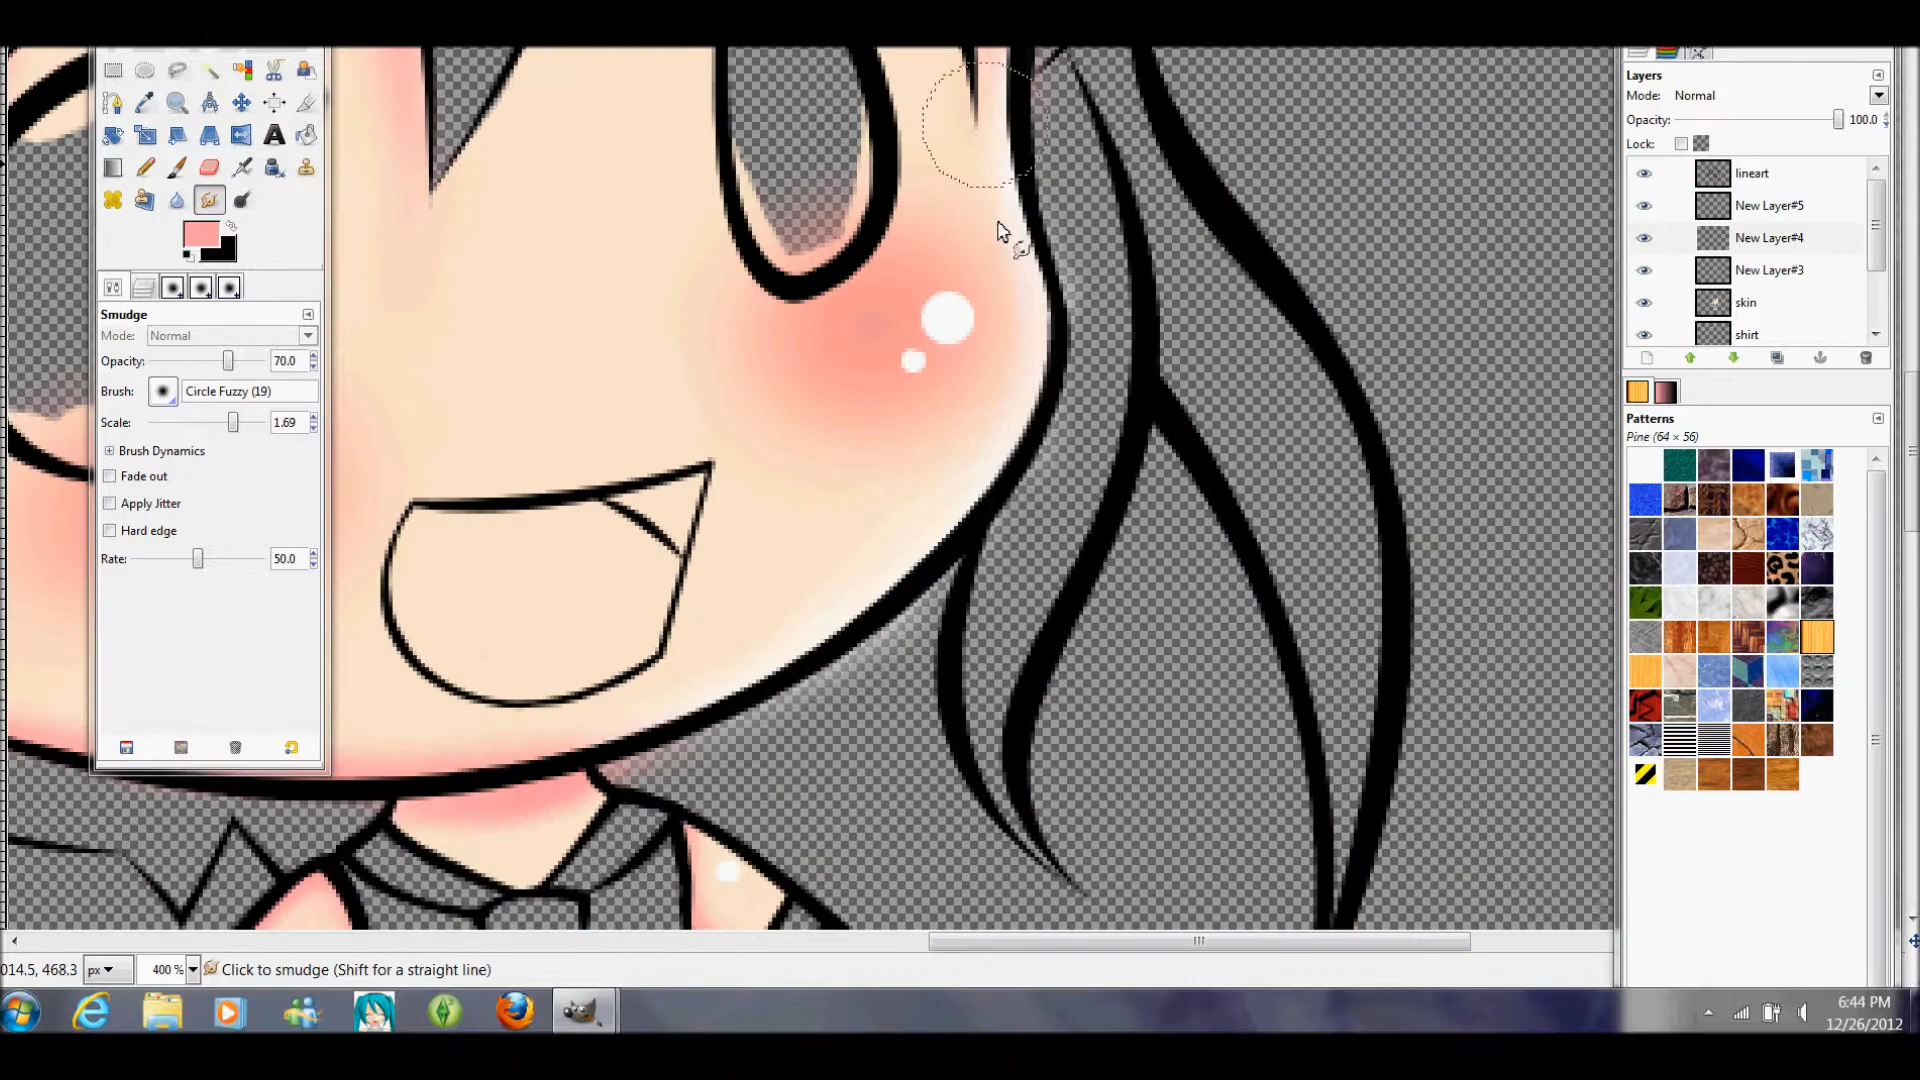 Smudge
Mode: Normal
Opacity: 70.0
Brush: Circle Fuzzy (19)
Scale: 1.69
Brush Dynamics
Fade out
Apply Jitter
Hard edge
Rate: 50.0
Layers
Mode: Normal
Opacity: 100.0
Lock:
lineart
New Layer#5
New Layer#4
New Layer#3
skin
shirt
Patterns
Pine (64 × 56)
014.5, 468.3 px 400 % Click to smudge (Shift for a straight line)
6:44 PM
12/26/2012